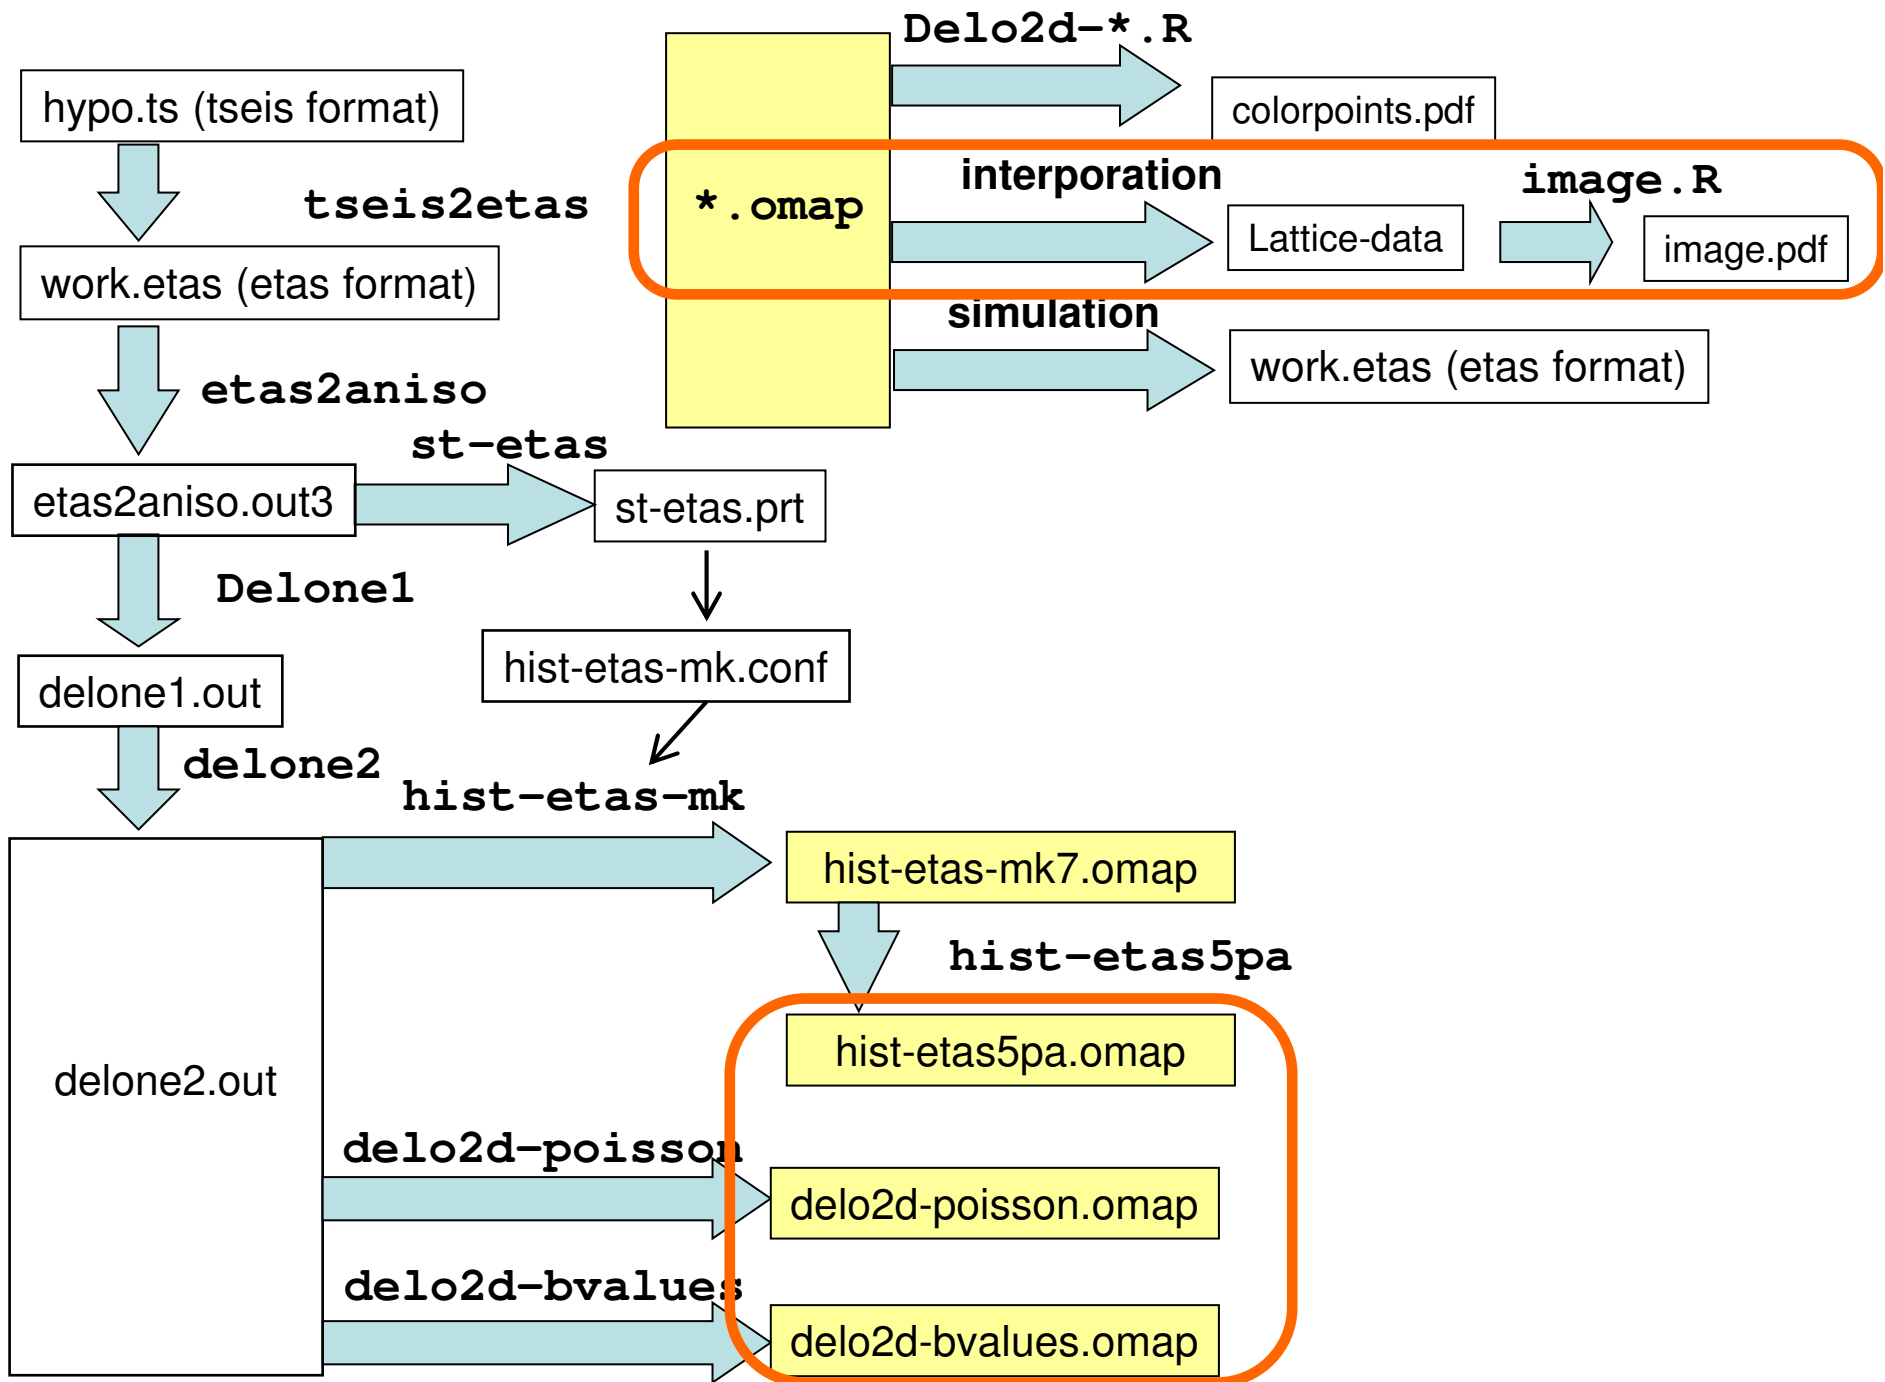 Delo2d-*.R
hypo.ts (tseis format)
colorpoints.pdf
tseis2etas
*.omap
interporation
image.R
Lattice-data
image.pdf
work.etas (etas format)
simulation
work.etas (etas format)
etas2aniso
st-etas
etas2aniso.out3
st-etas.prt
Delone1
hist-etas-mk.conf
delone1.out
delone2
hist-etas-mk
hist-etas-mk7.omap
hist-etas5pa
hist-etas5pa.omap
delone2.out
delo2d-poisson
delo2d-poisson.omap
delo2d-bvalues
delo2d-bvalues.omap